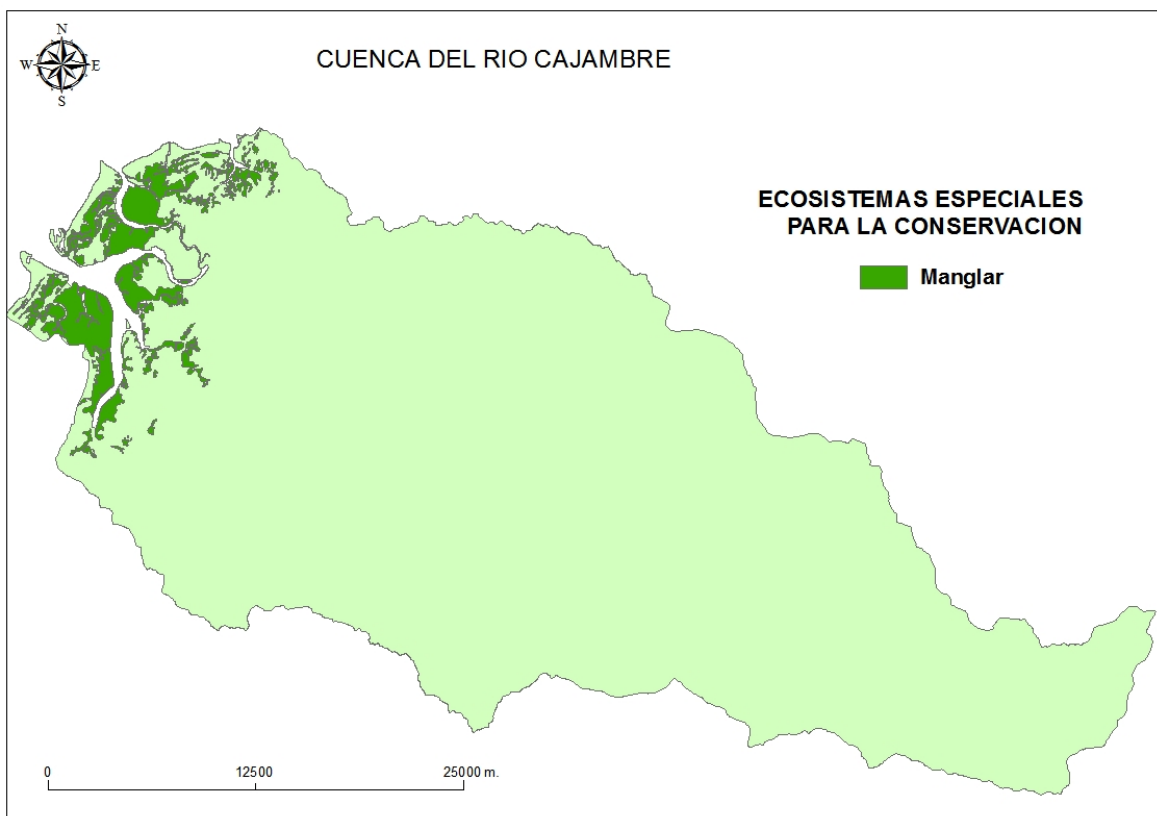 N
W E
S
CUENCA DEL RIO CAJAMBRE
ECOSISTEMAS ESPECIALES
PARA LA CONSERVACION
Manglar
0 12500 25000 m.